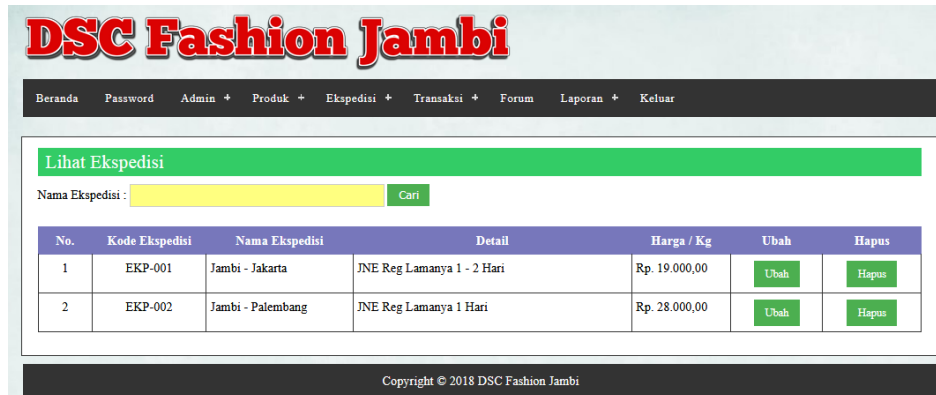 DSC Fashion Jambi
Beranda Password Admin + Produk + Ekspedisi + Transaksi + Forum Laporan + Keluar
Lihat Ekspedisi
Nama Ekspedisi : Cari
No. Kode Ekspedisi Nama Ekspedisi Detail Harga / Kg Ubah Hapus
1 EKP-001 Jambi - Jakarta JNE Reg Lamanya 1 - 2 Hari Rp. 19.000,00 Ubah Hapus
2 EKP-002 Jambi - Palembang JNE Reg Lamanya 1 Hari Rp. 28.000,00 Ubah Hapus
Copyright © 2018 DSC Fashion Jambi